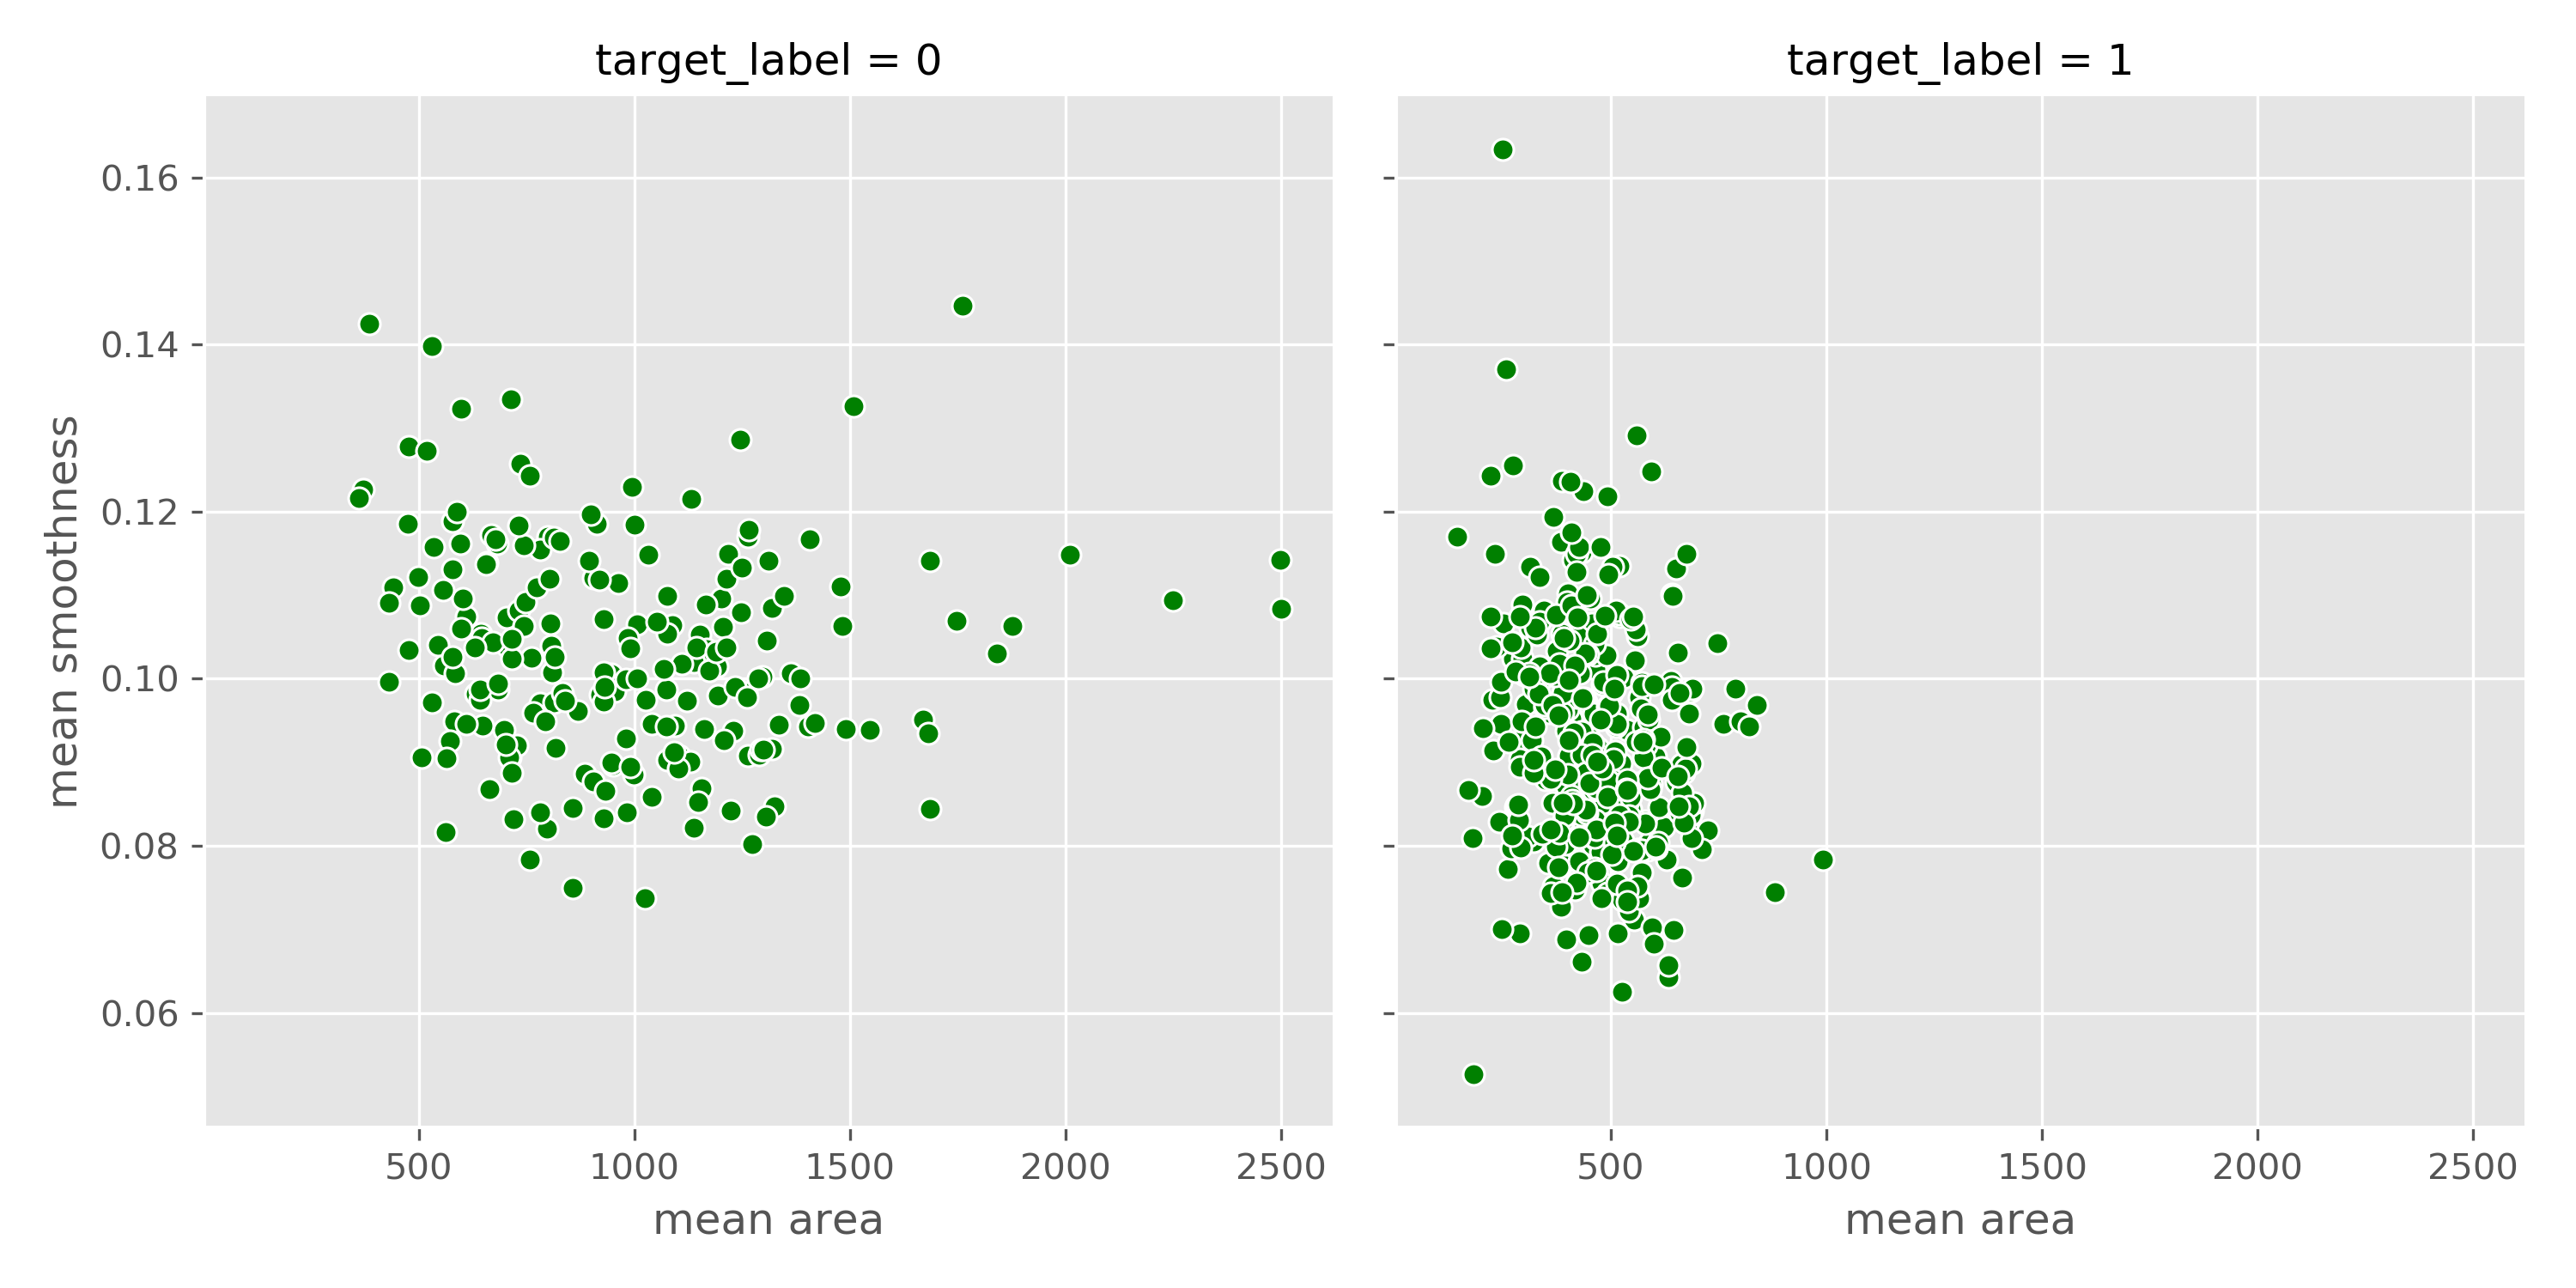 target_label = 0
target_label = 1
mean smoothness
0.16
0.14
0.12
0.10
0.08
0.06
500 1000 1500 2000 2500
500 1000 1500 2000 2500
mean area
mean area